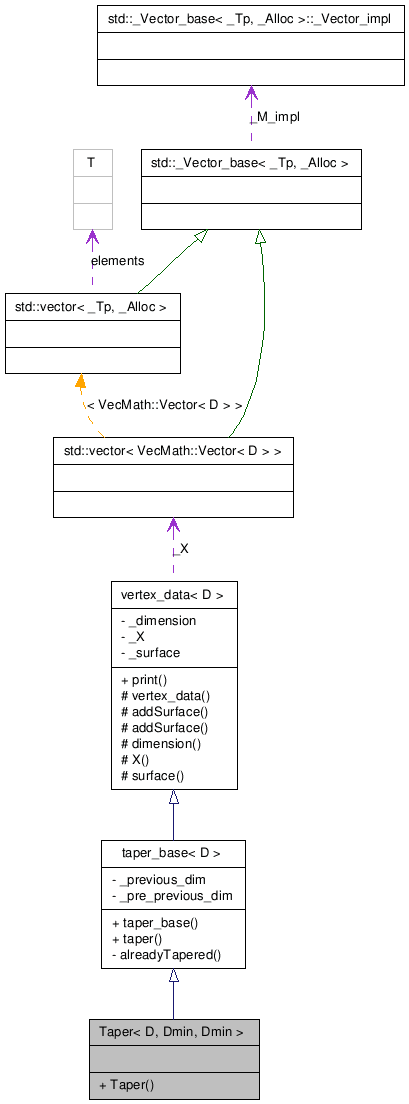 std::_Vector_base< _Tp, _Alloc >::_Vector_impl
_M_impl
T
std::_Vector_base< _Tp, _Alloc >
elements
std::vector< _Tp, _Alloc >
< VecMath::Vector< D > >
std::vector< VecMath::Vector< D > >
_X
vertex_data< D >
- _dimension
- _X
- _surface
+ print()
# vertex_data()
# addSurface()
# addSurface()
# dimension()
# X()
# surface()
taper_base< D >
- _previous_dim
- _pre_previous_dim
+ taper_base()
+ taper()
- alreadyTapered()
Taper< D, Dmin, Dmin >
+ Taper()